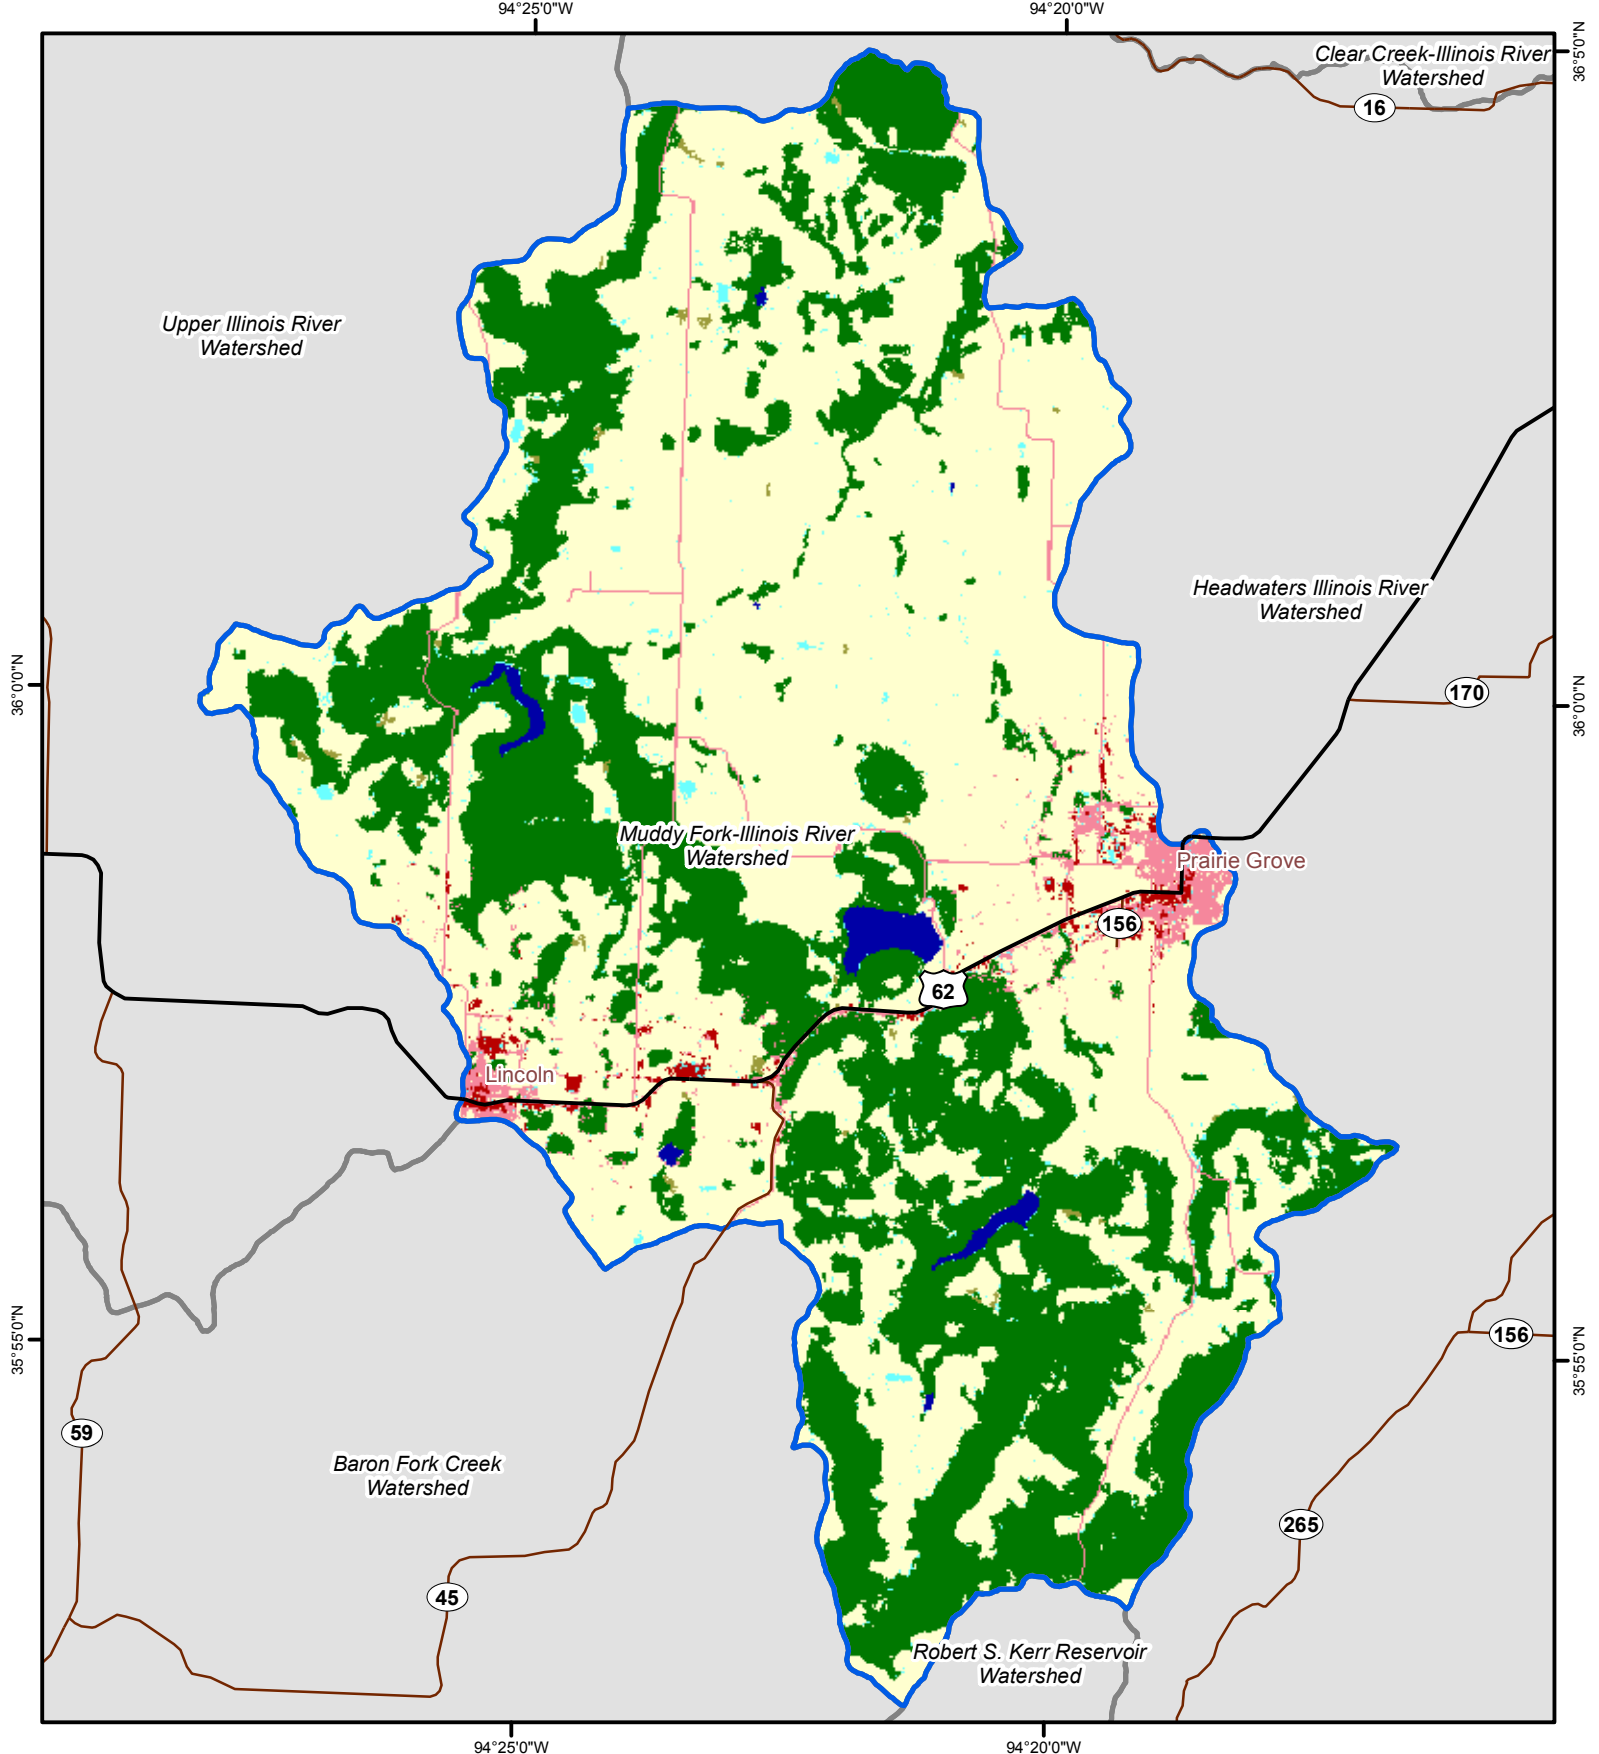 94°25'0"W
94°20'0"W
Clear Creek-Illinois River
Watershed
36°5'0"N
16
Upper Illinois River
Watershed
Headwaters Illinois River
Watershed
36°0'0"N
36°0'0"N
170
Muddy Fork-Illinois River
Watershed
Prairie Grove
156
62
Lincoln
35°55'0"N
35°55'0"N
156
59
Baron Fork Creek
Watershed
265
45
Robert S. Kerr Reservoir
Watershed
94°25'0"W
94°20'0"W